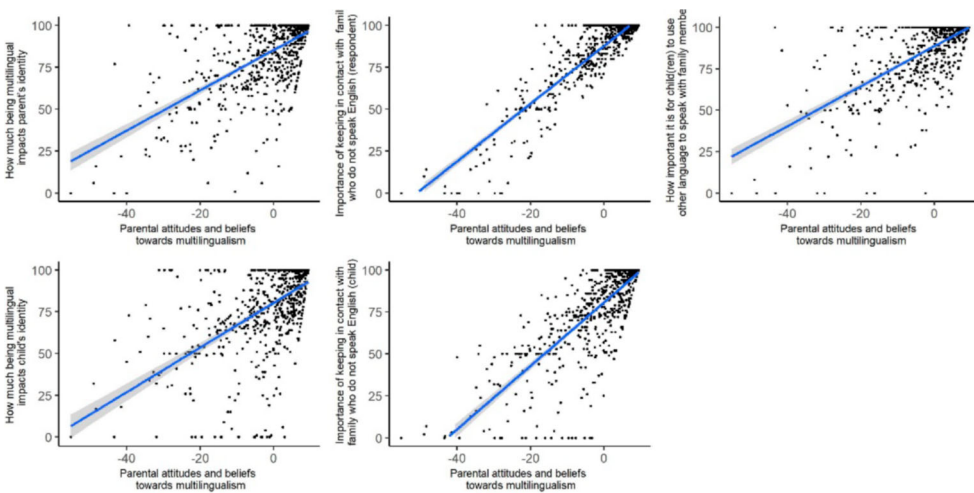 How much being multilingual
impacts parent's identity
100
75
50
25
0
-40
-20
0
Parental attitudes and beliefs
towards multilingualism
Importance of keeping in contact with famil
who do not speak English (respondent)
100
75
50
25
0
-40
-20
0
Parental attitudes and beliefs
towards multilingualism
How important it is for child(ren) to use
other language to speak with family membe
100
75
50
25
0
-40
-20
0
Parental attitudes and beliefs
towards multilingualism
How much being multilingual
impacts child's identity
100
75
50
25
0
-40
-20
0
Parental attitudes and beliefs
towards multilingualism
Importance of keeping in contact with
family who do not speak English (child)
100
75
50
25
0
-40
-20
0
Parental attitudes and beliefs
towards multilingualism